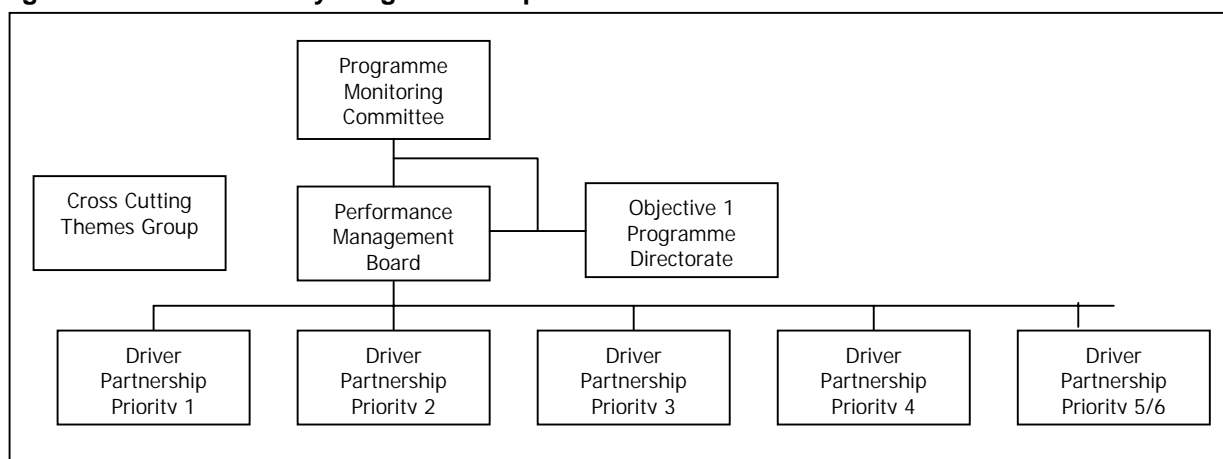 Programme
Monitoring
Committee
Cross Cutting
Themes Group
Performance
Management
Board
Objective 1
Programme
Directorate
Driver
Partnership
Priority 1
Driver
Partnership
Priority 2
Driver
Partnership
Priority 3
Driver
Partnership
Priority 4
Driver
Partnership
Priority 5/6